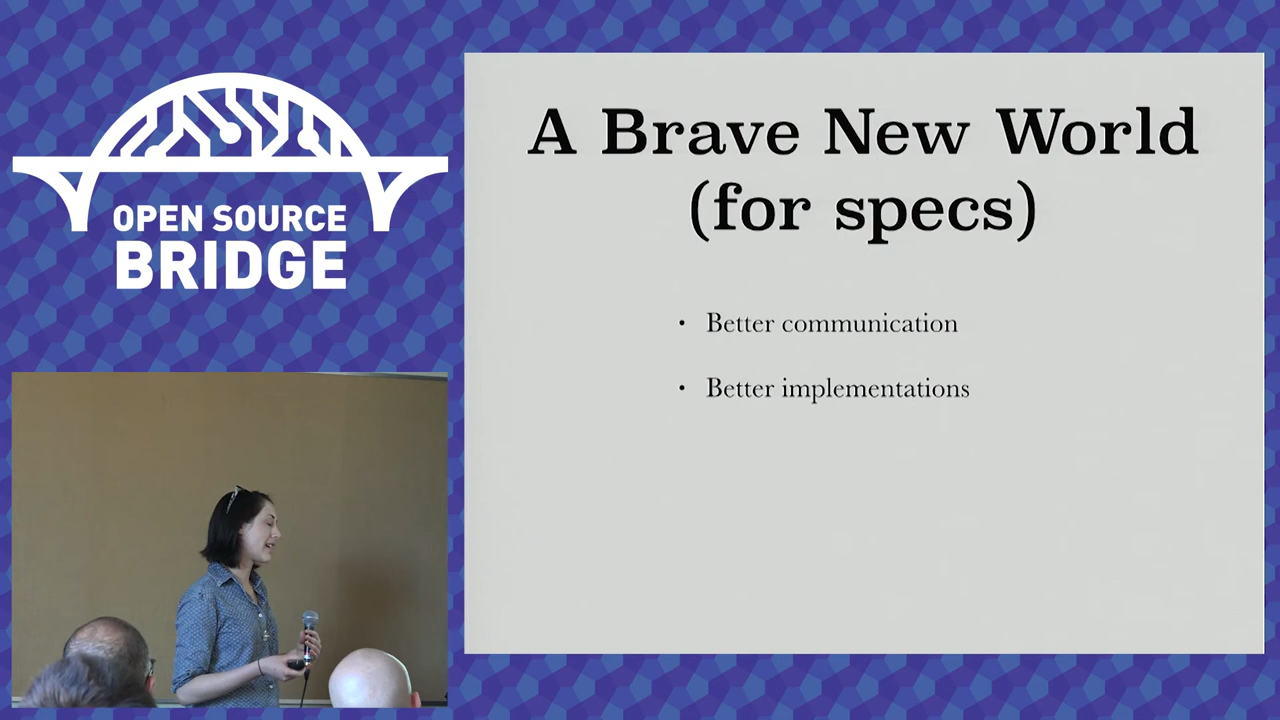 OPEN SOURCE
BRIDGE
A Brave New World
(for specs)
• Better communication
• Better implementations